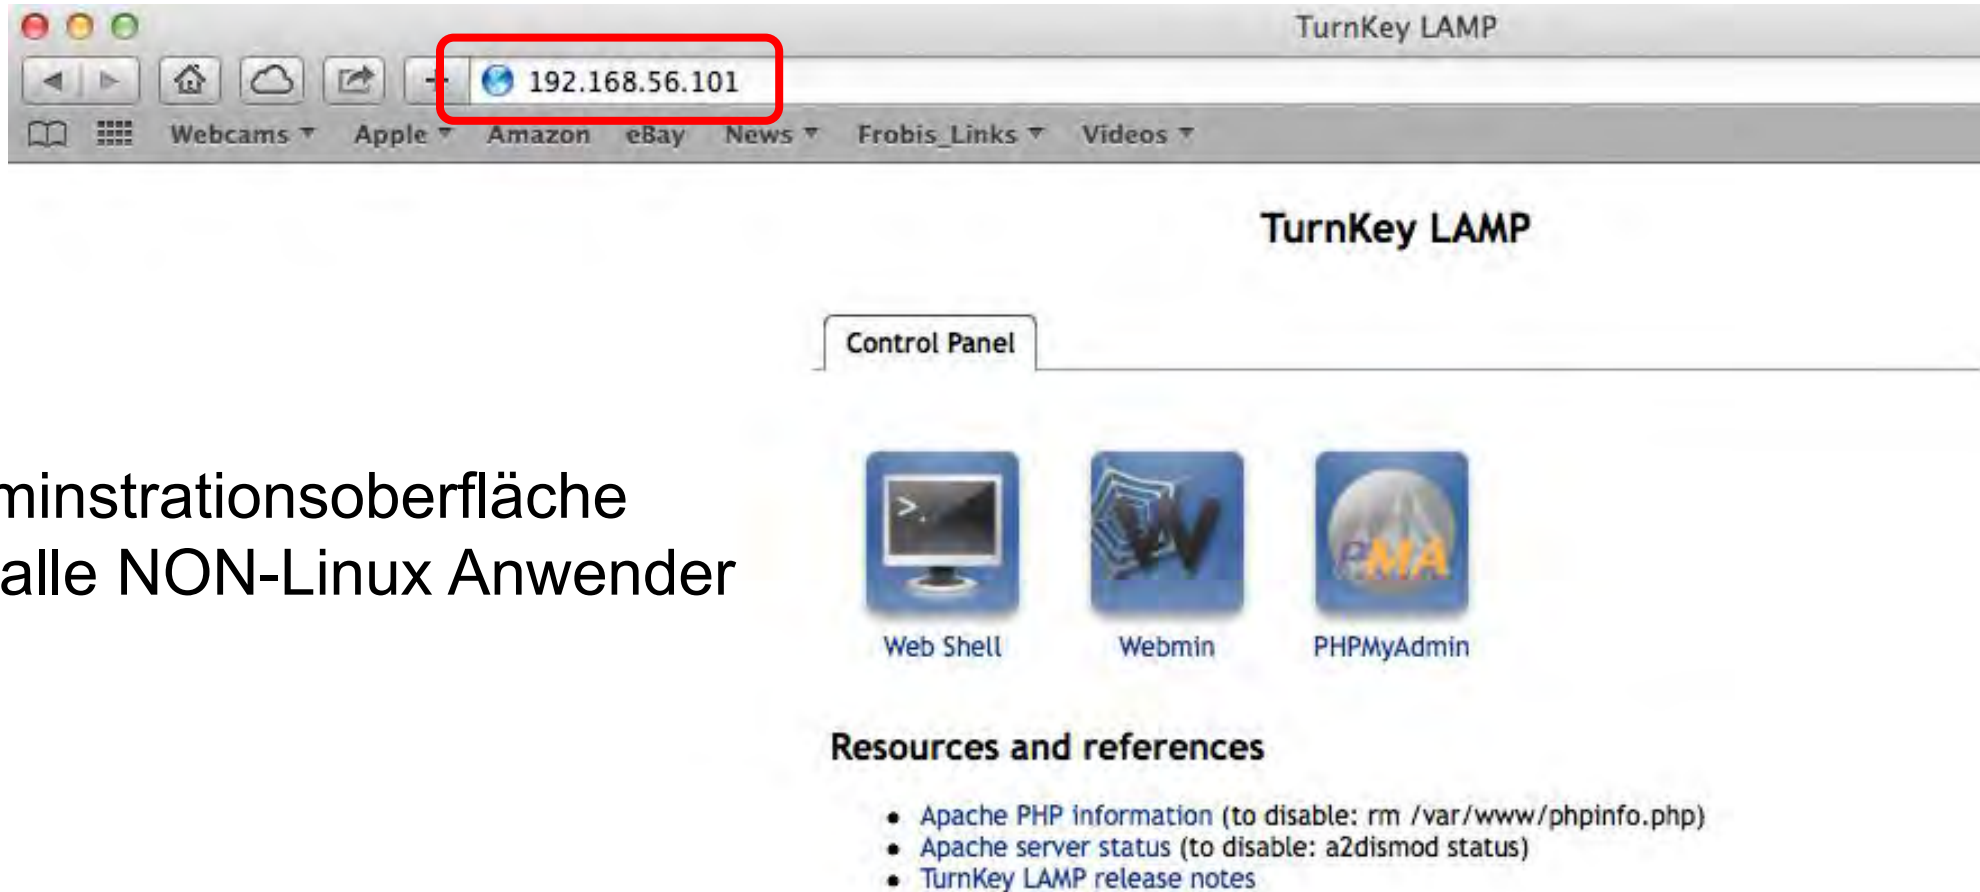 TurnKey LAMP
192.168.56.101
Webcams Apple Amazon eBay News Frobis_Links Videos
TurnKey LAMP
Control Panel
minstrationsoberfläche
alle NON-Linux Anwender
>_
PMA
Web Shell Webmin PHPMyAdmin
Resources and references
• Apache PHP information (to disable: rm /var/www/phpinfo.php)
• Apache server status (to disable: a2dismod status)
• TurnKey LAMP release notes